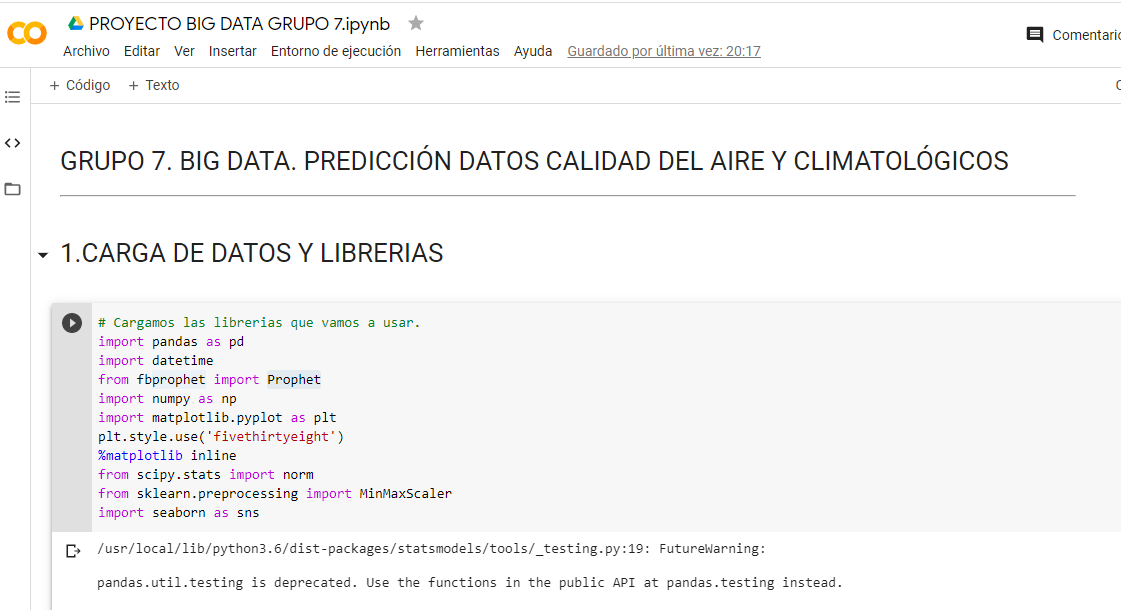 PROYECTO BIG DATA GRUPO 7.ipynb
Comentario
Archivo Editar Ver Insertar Entorno de ejecución Herramientas Ayuda Guardado por última vez: 20:17
+ Código + Texto
GRUPO 7. BIG DATA. PREDICCIÓN DATOS CALIDAD DEL AIRE Y CLIMATOLÓGICOS
1.CARGA DE DATOS Y LIBRERIAS
# Cargamos las librerias que vamos a usar.
import pandas as pd
import datetime
from fbprophet import Prophet
import numpy as np
import matplotlib.pyplot as plt
plt.style.use('fivethirtyeight')
%matplotlib inline
from scipy.stats import norm
from sklearn.preprocessing import MinMaxScaler
import seaborn as sns
/usr/local/lib/python3.6/dist-packages/statsmodels/tools/_testing.py:19: FutureWarning:
pandas.util.testing is deprecated. Use the functions in the public API at pandas.testing instead.